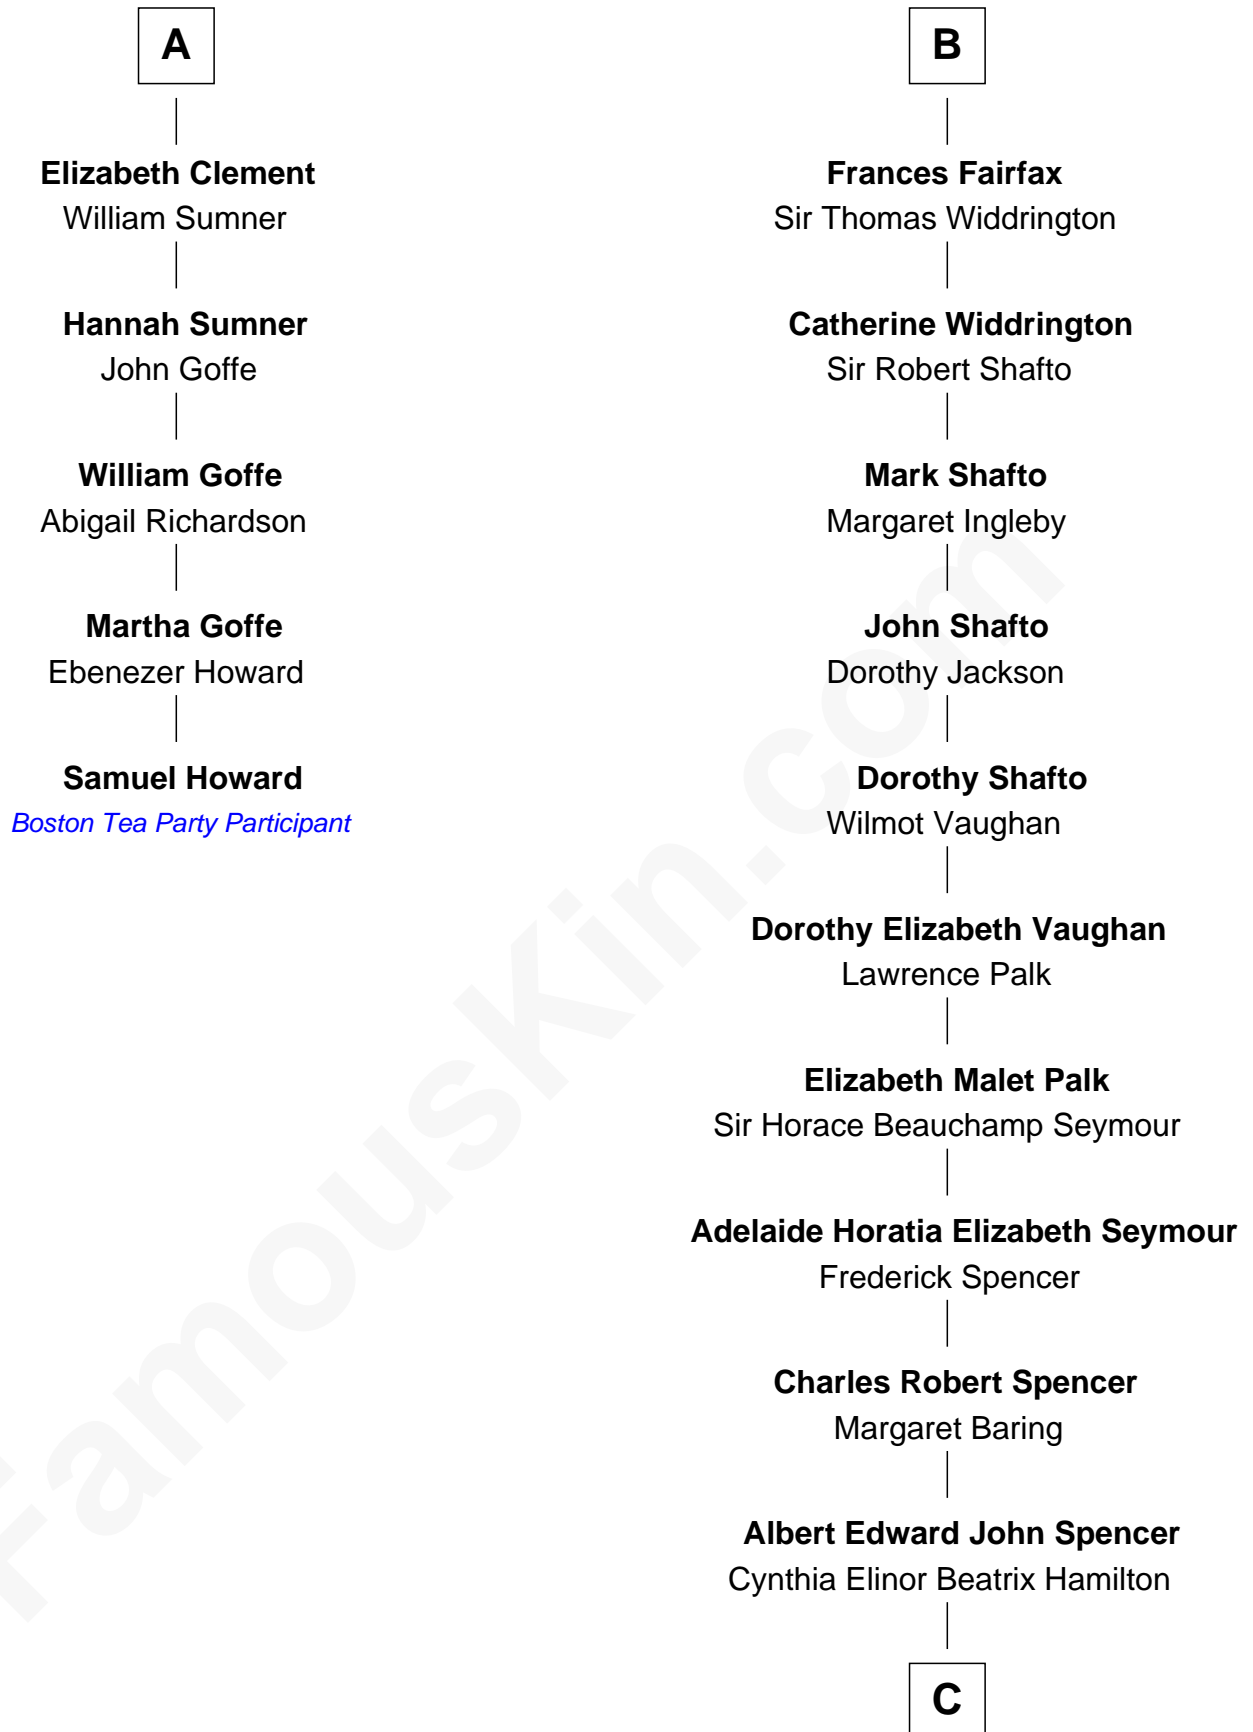 A
Elizabeth Clement
William Sumner
Hannah Sumner
John Goffe
William Goffe
Abigail Richardson
Martha Goffe
Ebenezer Howard
Samuel Howard
Boston Tea Party Participant
B
Frances Fairfax
Sir Thomas Widdrington
Catherine Widdrington
Sir Robert Shafto
Mark Shafto
Margaret Ingleby
John Shafto
Dorothy Jackson
Dorothy Shafto
Wilmot Vaughan
Dorothy Elizabeth Vaughan
Lawrence Palk
Elizabeth Malet Palk
Sir Horace Beauchamp Seymour
Adelaide Horatia Elizabeth Seymour
Frederick Spencer
Charles Robert Spencer
Margaret Baring
Albert Edward John Spencer
Cynthia Elinor Beatrix Hamilton
C
FamousKin.com